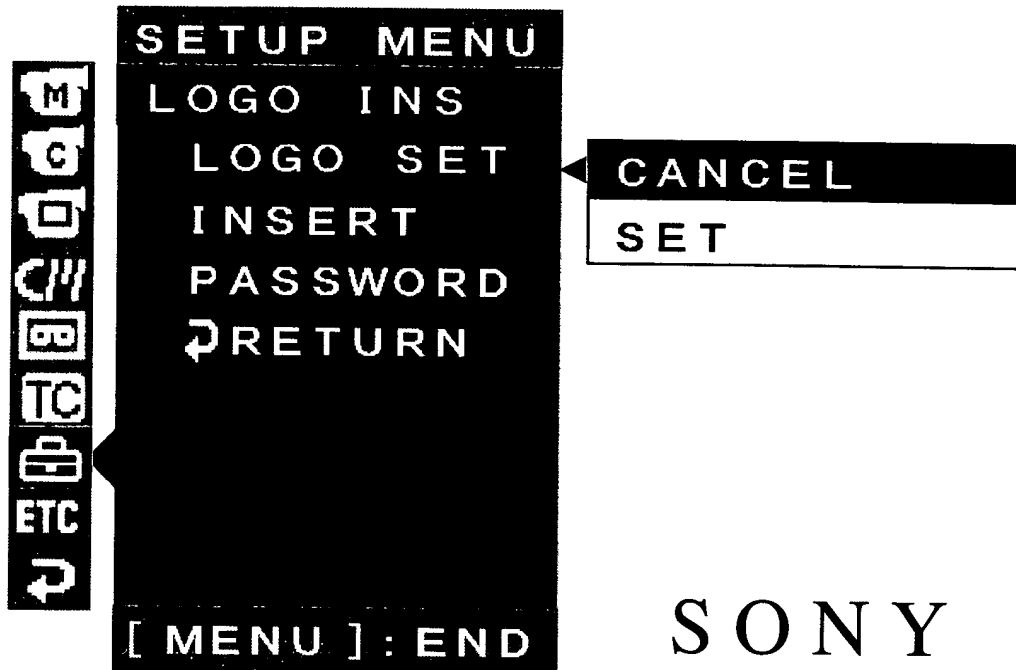 SETUP MENU
LOGO INS
LOGO SET
INSERT
PASSWORD
RETURN
[ MENU ] : END
M
C
TC
ETC
CANCEL
SET
SONY